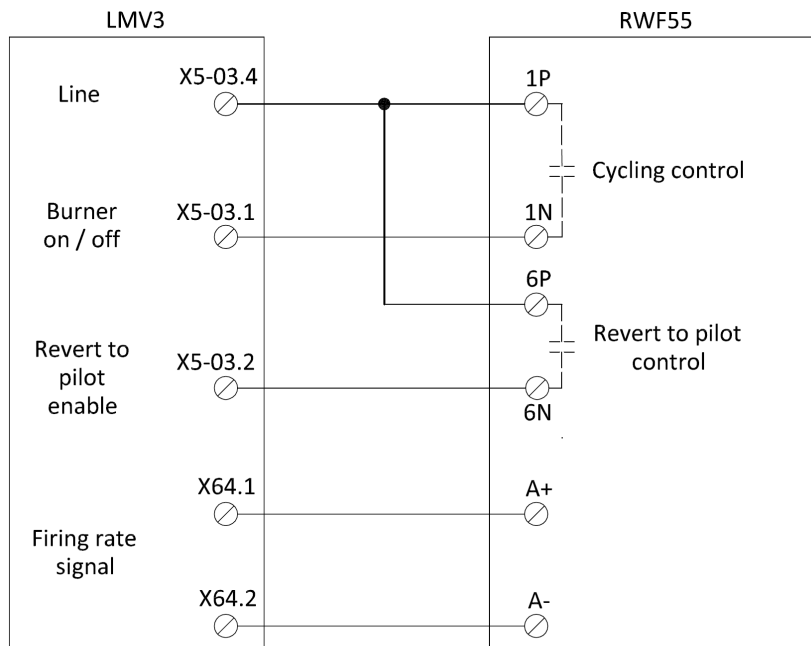 LMV3
RWF55
Line
X5-03.4
1P
Cycling control
Burner
on / off
X5-03.1
1N
6P
Revert to
pilot
enable
X5-03.2
Revert to pilot
control
6N
Firing rate
signal
X64.1
A+
X64.2
A-